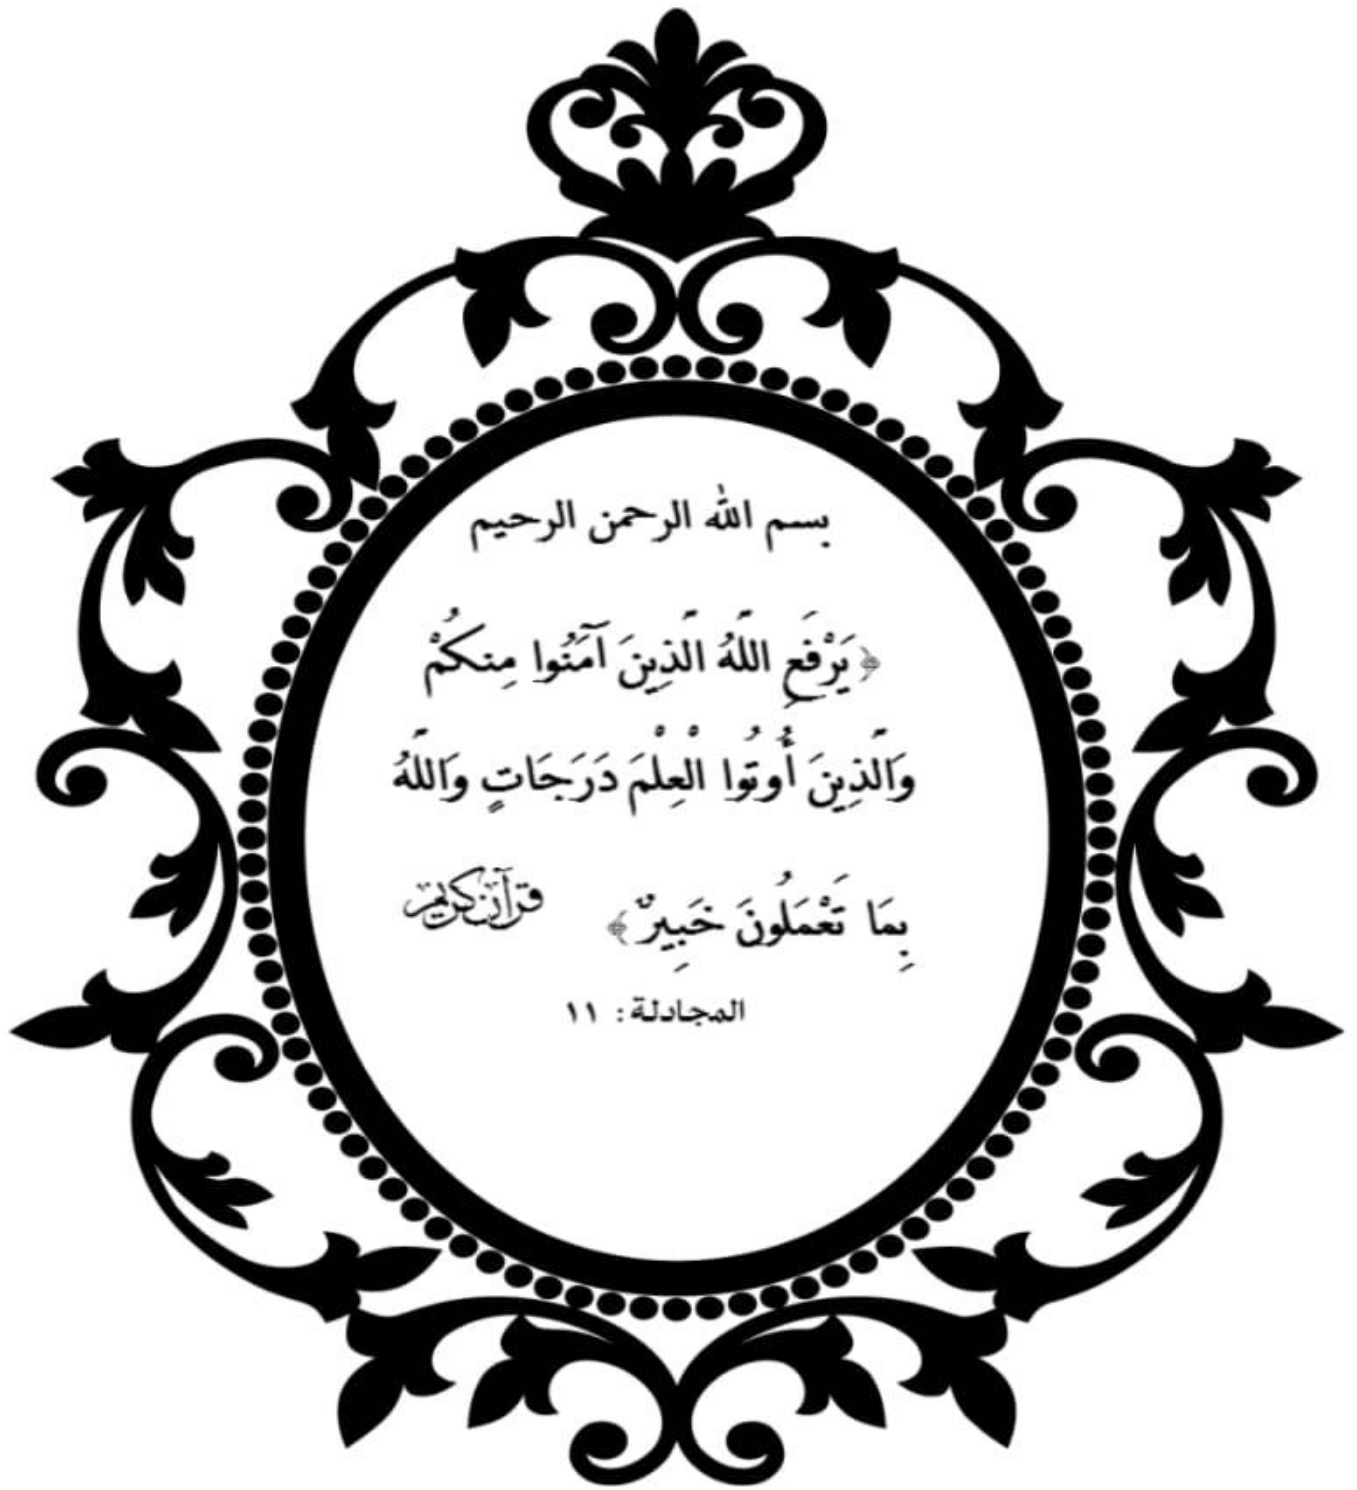 بسم الله الرحمن الرحيم
﴿يَرْفَعِ اللَّهُ الَّذِينَ آمَنُوا مِنكُمْ
وَالَّذِينَ أُوتُوا الْعِلْمَ دَرَجَاتٍ وَاللَّهُ
بِمَا تَعْمَلُونَ خَبِيرٌ﴾ قرآن كريم
المجادلة: ١١